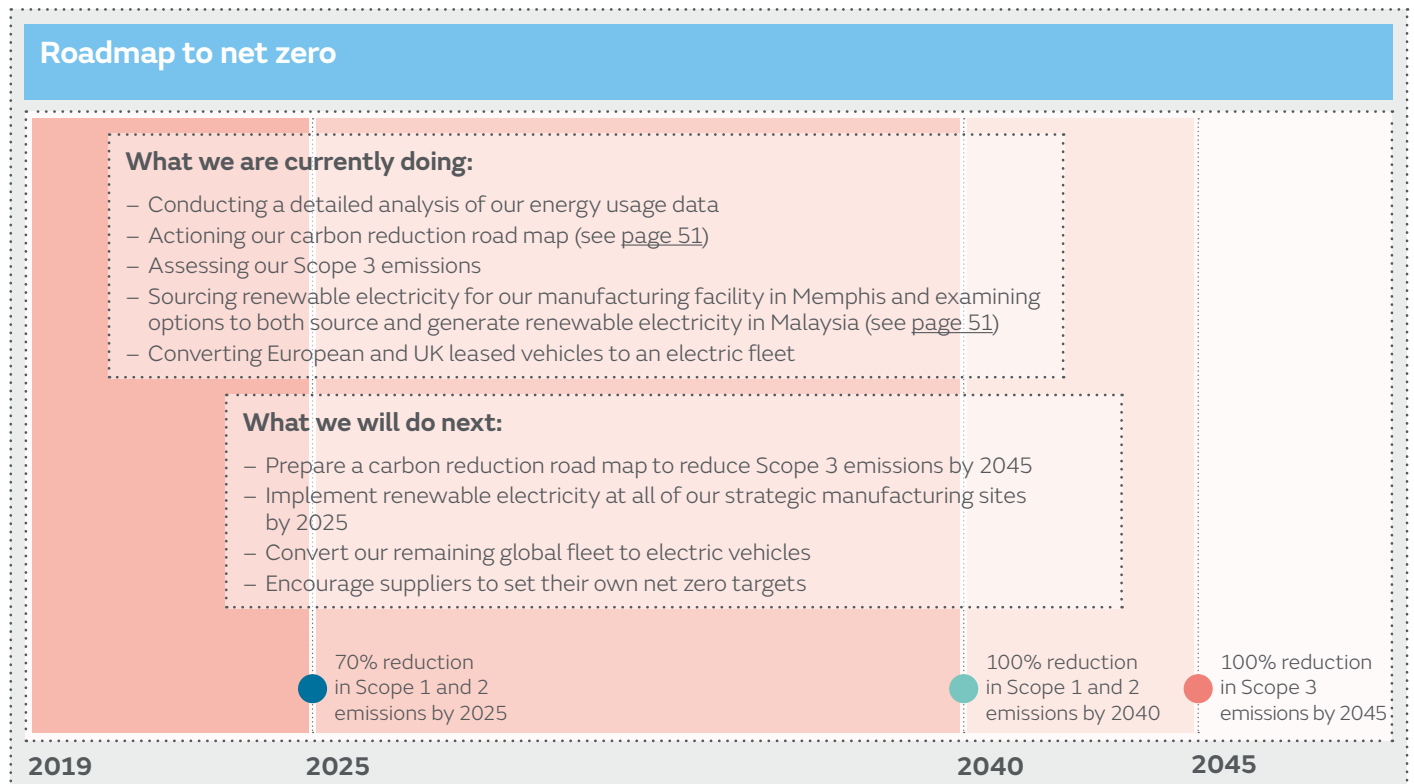 Roadmap to net zero
What we are currently doing:
– Conducting a detailed analysis of our energy usage data
– Actioning our carbon reduction road map (see page 51)
– Assessing our Scope 3 emissions
– Sourcing renewable electricity for our manufacturing facility in Memphis and examining
options to both source and generate renewable electricity in Malaysia (see page 51)
– Converting European and UK leased vehicles to an electric fleet
What we will do next:
– Prepare a carbon reduction road map to reduce Scope 3 emissions by 2045
– Implement renewable electricity at all of our strategic manufacturing sites
by 2025
– Convert our remaining global fleet to electric vehicles
– Encourage suppliers to set their own net zero targets
70% reduction
in Scope 1 and 2
emissions by 2025
100% reduction
in Scope 1 and 2
emissions by 2040
100% reduction
in Scope 3
emissions by 2045
2019
2025
2040
2045